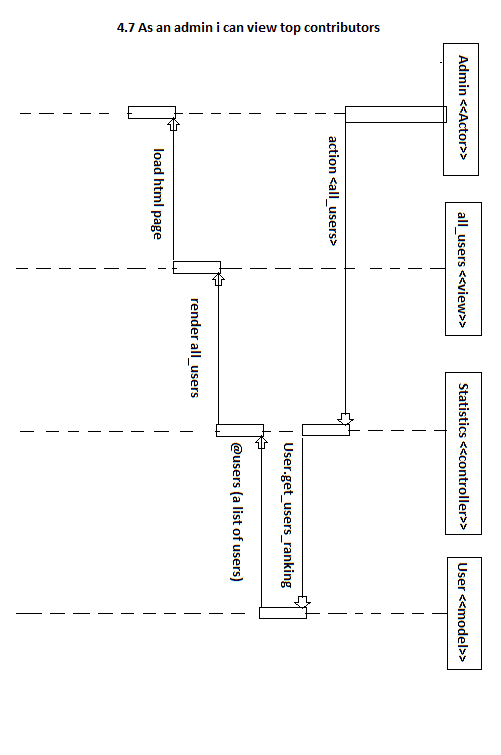 4.7 As an admin i can view top contributors
Admin <<Actor>>
all_users <<view>>
Statistics <<controller>>
User <<model>>
action <all_users>
User.get_users_ranking
@users (a list of users)
render all_users
load html page